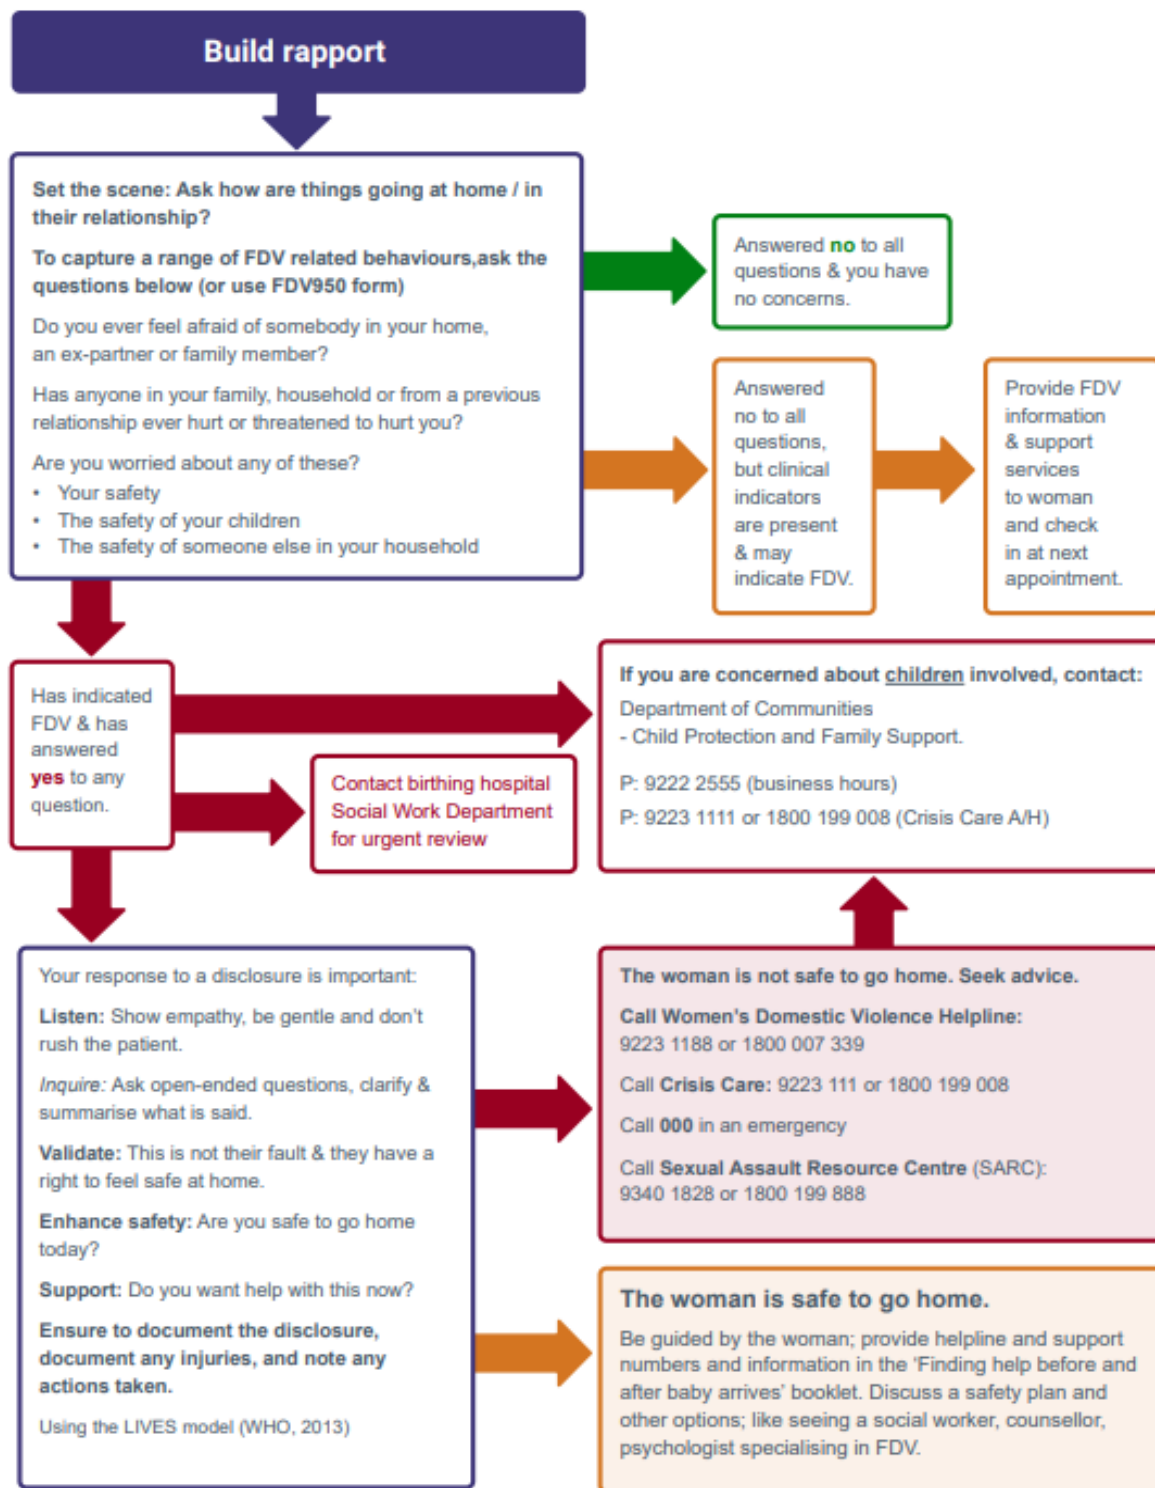 Build rapport
Set the scene: Ask how are things going at home / in
their relationship?
To capture a range of FDV related behaviours,ask the
questions below (or use FDV950 form)
Do you ever feel afraid of somebody in your home,
an ex-partner or family member?
Has anyone in your family, household or from a previous
relationship ever hurt or threatened to hurt you?
Are you worried about any of these?
• Your safety
• The safety of your children
• The safety of someone else in your household
Answered no to all
questions & you have
no concerns.
Answered
no to all
questions,
but clinical
indicators
are present
& may
indicate FDV.
Provide FDV
information
& support
services
to woman
and check
in at next
appointment.
Has indicated
FDV & has
answered
yes to any
question.
Contact birthing hospital
Social Work Department
for urgent review
If you are concerned about children involved, contact:
Department of Communities
- Child Protection and Family Support.
P: 9222 2555 (business hours)
P: 9223 1111 or 1800 199 008 (Crisis Care A/H)
Your response to a disclosure is important:
Listen: Show empathy, be gentle and don't
rush the patient.
Inquire: Ask open-ended questions, clarify &
summarise what is said.
Validate: This is not their fault & they have a
right to feel safe at home.
Enhance safety: Are you safe to go home
today?
Support: Do you want help with this now?
Ensure to document the disclosure,
document any injuries, and note any
actions taken.
Using the LIVES model (WHO, 2013)
The woman is not safe to go home. Seek advice.
Call Women's Domestic Violence Helpline:
9223 1188 or 1800 007 339
Call Crisis Care: 9223 111 or 1800 199 008
Call 000 in an emergency
Call Sexual Assault Resource Centre (SARC):
9340 1828 or 1800 199 888
The woman is safe to go home.
Be guided by the woman; provide helpline and support
numbers and information in the 'Finding help before and
after baby arrives' booklet. Discuss a safety plan and
other options; like seeing a social worker, counsellor,
psychologist specialising in FDV.